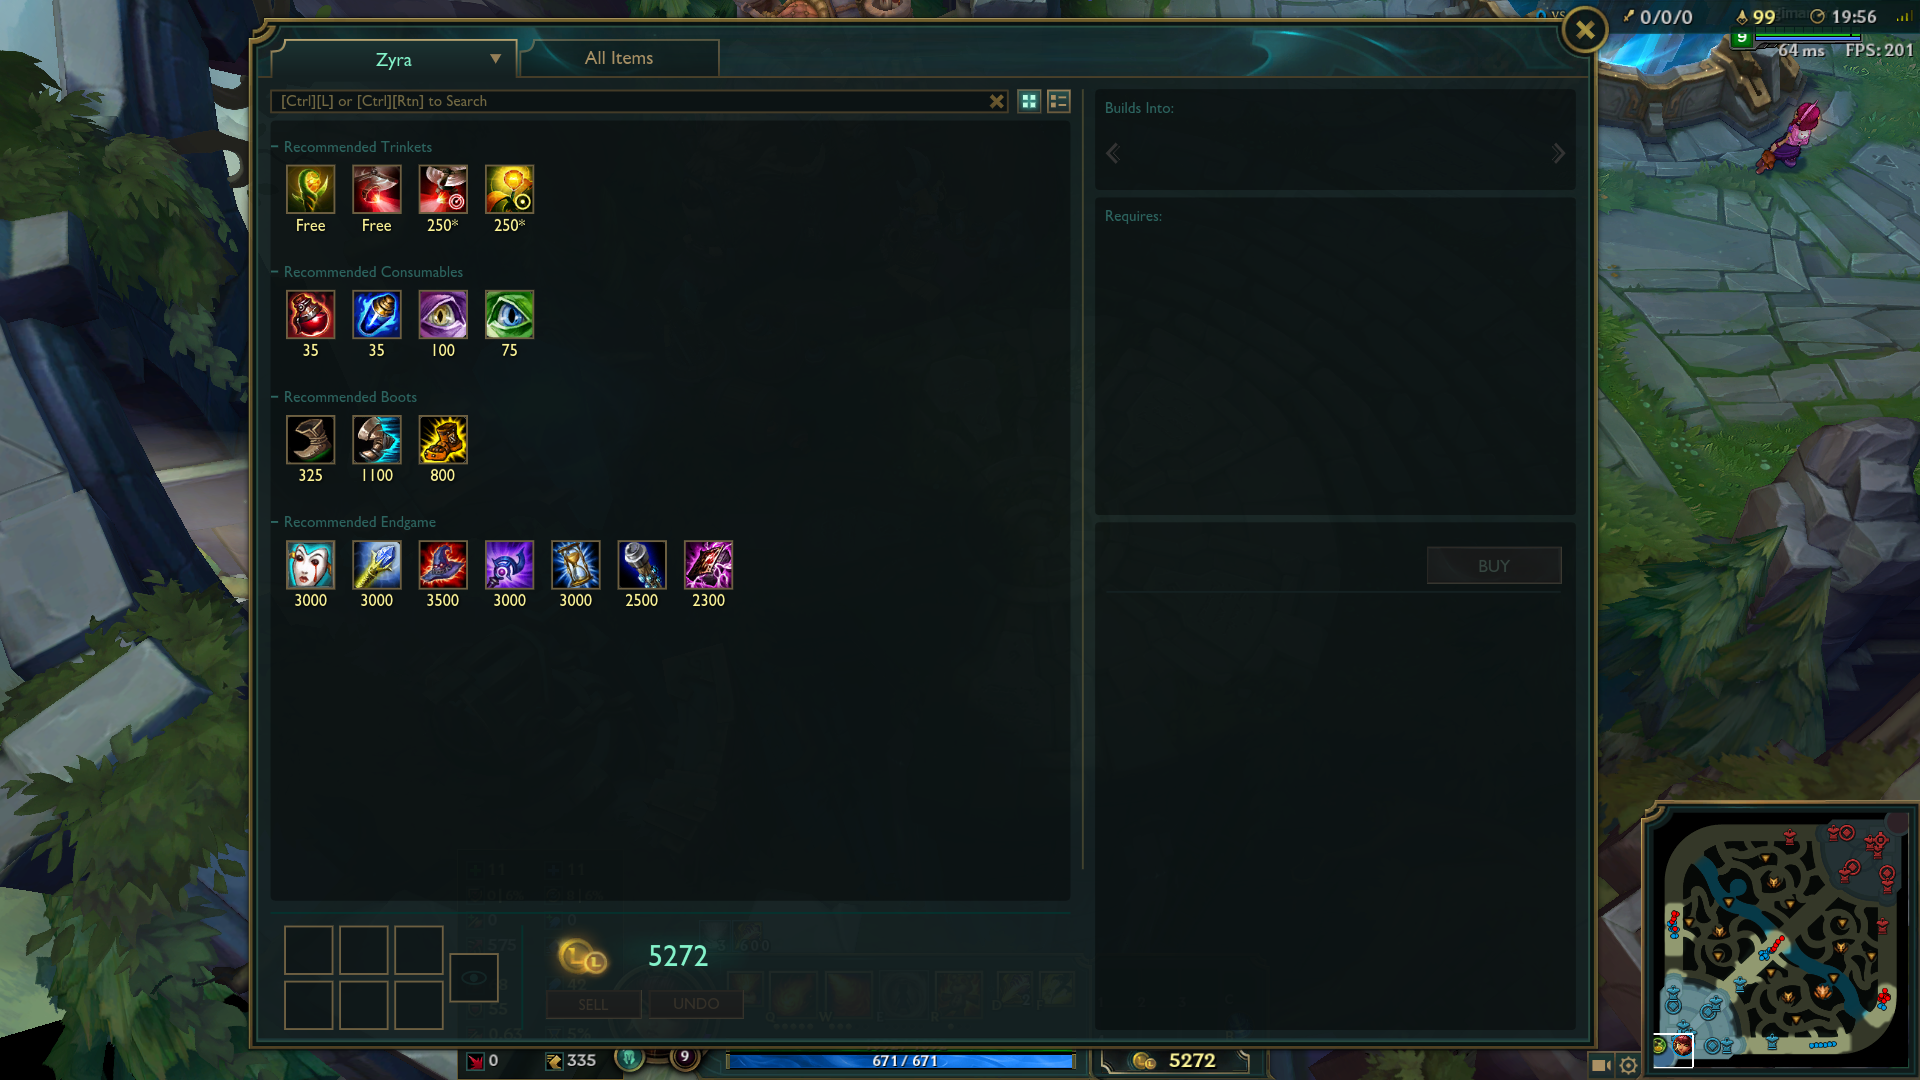 Zyra
All Items
VS
0/0/0
99
19:56
9
64 ms
FPS: 201
[Ctrl][L] or [Ctrl][Rtn] to Search
Builds Into:
Recommended Trinkets
Free Free 250* 250*
Requires:
Recommended Consumables
35 35 100 75
Recommended Boots
325 1100 800
Recommended Endgame
3000 3000 3500 3000 3000 2500 2300
BUY
5272
SELL UNDO
Q W E R
0 335 9 671 / 671 5272